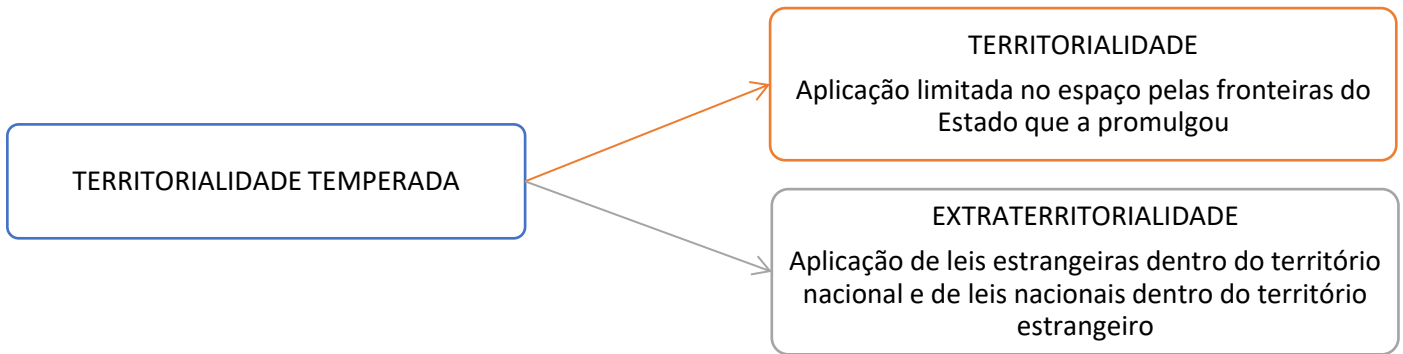 TERRITORIALIDADE
Aplicação limitada no espaço pelas fronteiras do
Estado que a promulgou
TERRITORIALIDADE TEMPERADA
EXTRATERRITORIALIDADE
Aplicação de leis estrangeiras dentro do território
nacional e de leis nacionais dentro do território
estrangeiro